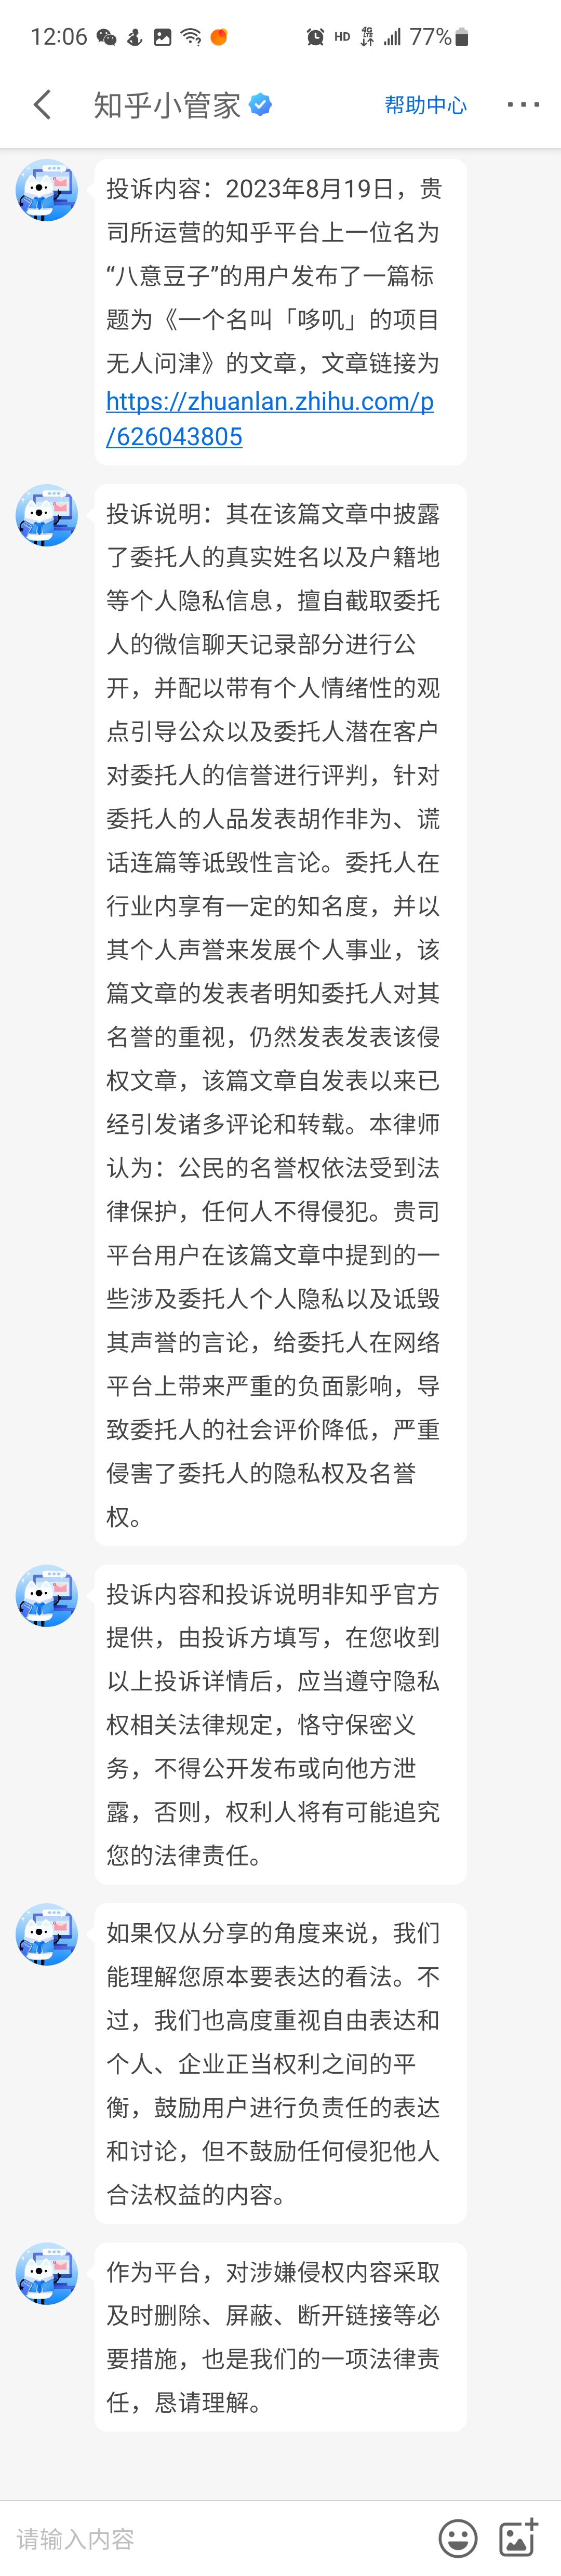 12:06
HD
4G
77%
知乎小管家
帮助中心
投诉内容：2023年8月19日，贵
司所运营的知乎平台上一位名为
“八意豆子”的用户发布了一篇标
题为《一个名叫「哆叽」的项目
无人问津》的文章，文章链接为
https://zhuanlan.zhihu.com/p
/626043805
投诉说明：其在该篇文章中披露
了委托人的真实姓名以及户籍地
等个人隐私信息，擅自截取委托
人的微信聊天记录部分进行公
开，并配以带有个人情绪性的观
点引导公众以及委托人潜在客户
对委托人的信誉进行评判，针对
委托人的人品发表胡作非为、谎
话连篇等诋毁性言论。委托人在
行业内享有一定的知名度，并以
其个人声誉来发展个人事业，该
篇文章的发表者明知委托人对其
名誉的重视，仍然发表发表该侵
权文章，该篇文章自发表以来已
经引发诸多评论和转载。本律师
认为：公民的名誉权依法受到法
律保护，任何人不得侵犯。贵司
平台用户在该篇文章中提到的一
些涉及委托人个人隐私以及诋毁
其声誉的言论，给委托人在网络
平台上带来严重的负面影响，导
致委托人的社会评价降低，严重
侵害了委托人的隐私权及名誉
权。
投诉内容和投诉说明非知乎官方
提供，由投诉方填写，在您收到
以上投诉详情后，应当遵守隐私
权相关法律规定，恪守保密义
务，不得公开发布或向他方泄
露，否则，权利人将有可能追究
您的法律责任。
如果仅从分享的角度来说，我们
能理解您原本要表达的看法。不
过，我们也高度重视自由表达和
个人、企业正当权利之间的平
衡，鼓励用户进行负责任的表达
和讨论，但不鼓励任何侵犯他人
合法权益的内容。
作为平台，对涉嫌侵权内容采取
及时删除、屏蔽、断开链接等必
要措施，也是我们的一项法律责
任，恳请理解。
请输入内容